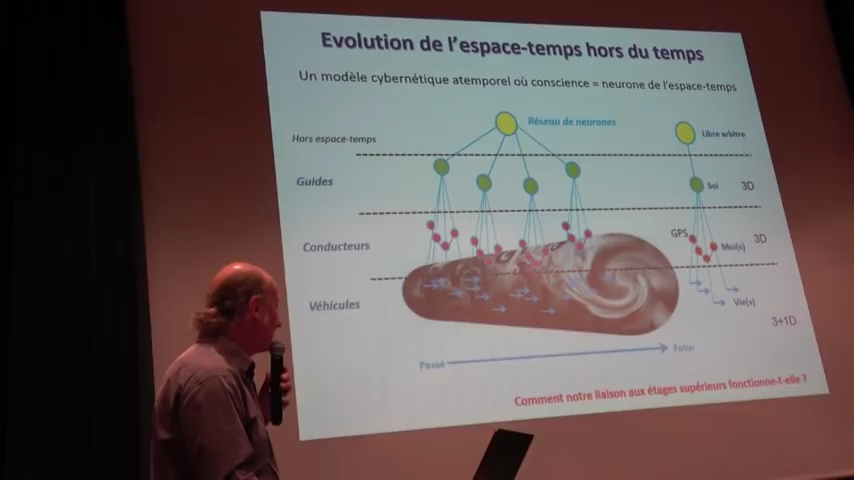 Evolution de l'espace-temps hors du temps
Un modèle cybernétique atemporel où conscience = neurone de l'espace-temps
Réseau de neurones
Libre arbitre
Hors espace-temps
Guides
Soi
3D
Conducteurs
GPS
Moi(s)
3D
Véhicules
Vie(s)
3+1D
Passé
Futur
Comment notre liaison aux étages supérieurs fonctionne-t-elle ?